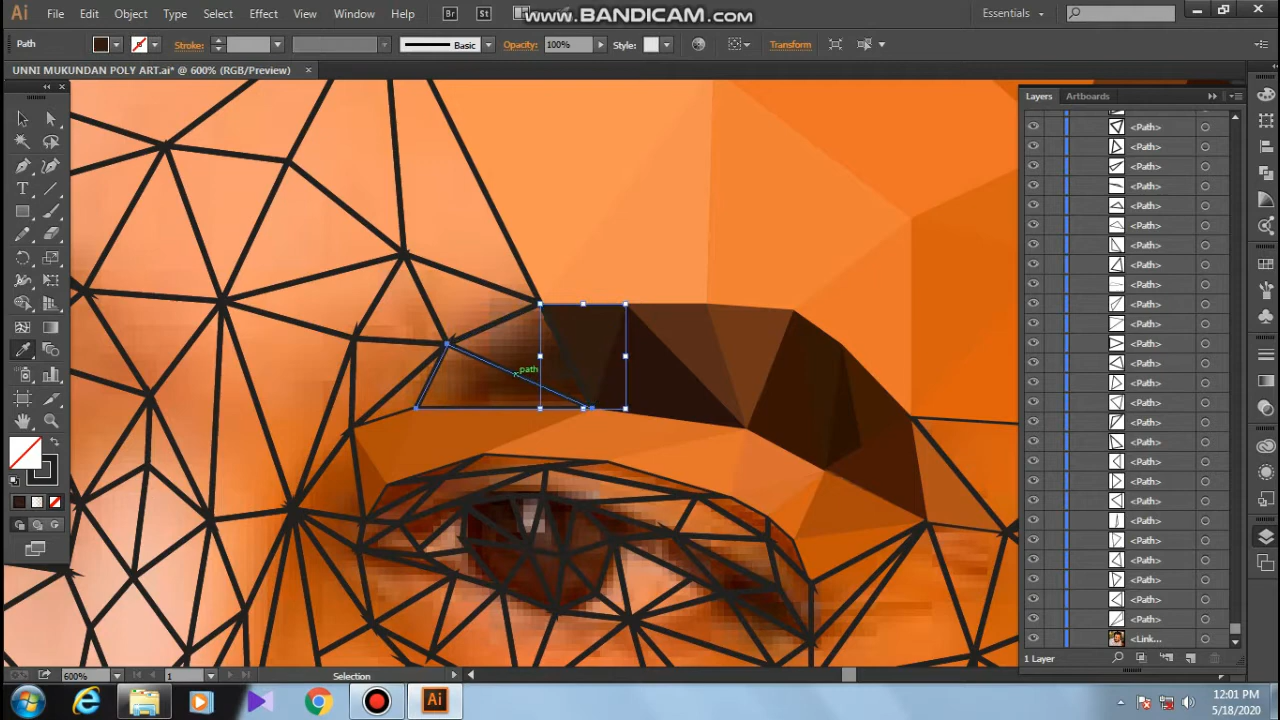 Ai File Edit Object Type Select Effect View Window Help Br St www.BANDICAM.com Essentials
Path Stroke: Basic Opacity: 100% Style: Transform
UNNI MUKUNDAN POLY ART.ai* @ 600% (RGB/Preview) ×
Layers Artboards
<Path>
<Path>
<Path>
<Path>
<Path>
<Path>
<Path>
<Path>
<Path>
<Path>
<Path>
<Path>
<Path>
path
<Path>
<Path>
<Path>
<Path>
<Path>
<Path>
<Path>
<Path>
<Path>
<Path>
<Path>
<Path>
<Path>
<Link...
1 Layer
600% 1 Selection
Ai
12:01 PM
5/18/2020